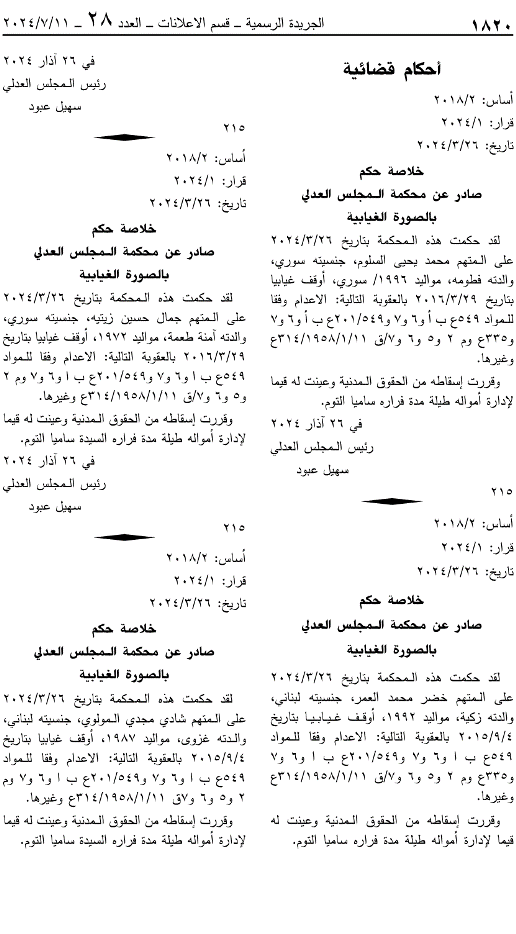 ١٨٢٠
الجريدة الرسمية ــ قسم الاعلانات ــ العدد ٢٨ ــ ٢٠٢٤/٧/١١
أحكام قضائية
أساس: ٢٠١٨/٢
قرار: ٢٠٢٤/١
تاريخ: ٢٠٢٤/٣/٢٦
خلاصة حكم
صادر عن محكمة المجلس العدلي
بالصورة الغيابية
لقد حكمت هذه المحكمة بتاريخ ٢٠٢٤/٣/٢٦
على المتهم محمد يحيى السلوم، جنسيته سوري،
والدته فطومه، مواليد ١٩٩٦/ سوري، أوقف غيابيا
بتاريخ ٢٠١٦/٣/٢٩ بالعقوبة التالية: الاعدام وفقا
للمواد ٥٤٩ع ب أ و٦ و٧ و٢٠١/٥٤٩ع ب أ و٦ و٧
و٣٣٥ع وم ٢ و٥ و٦ و٧/ق ٣١٤/١٩٥٨/١/١١ع
وغيرها.
وقررت إسقاطه من الحقوق المدنية وعينت له قيما
لإدارة أمواله طيلة مدة فراره ساميا التوم.
في ٢٦ آذار ٢٠٢٤
رئيس المجلس العدلي
سهيل عبود
٢١٥
أساس: ٢٠١٨/٢
قرار: ٢٠٢٤/١
تاريخ: ٢٠٢٤/٣/٢٦
خلاصة حكم
صادر عن محكمة المجلس العدلي
بالصورة الغيابية
لقد حكمت هذه المحكمة بتاريخ ٢٠٢٤/٣/٢٦
على المتهم خضر محمد العمر، جنسيته لبناني،
والدته زكية، مواليد ١٩٩٢، أوقف غيابيا بتاريخ
٢٠١٥/٩/٤ بالعقوبة التالية: الاعدام وفقا للمواد
٥٤٩ع ب ا و٦ و٧ و٢٠١/٥٤٩ع ب ا و٦ و٧
و٣٣٥ع وم ٢ و٥ و٦ و٧/ق ٣١٤/١٩٥٨/١/١١ع
وغيرها.
وقررت إسقاطه من الحقوق المدنية وعينت له
قيما لإدارة أمواله طيلة مدة فراره ساميا التوم.
في ٢٦ آذار ٢٠٢٤
رئيس المجلس العدلي
سهيل عبود
٢١٥
أساس: ٢٠١٨/٢
قرار: ٢٠٢٤/١
تاريخ: ٢٠٢٤/٣/٢٦
خلاصة حكم
صادر عن محكمة المجلس العدلي
بالصورة الغيابية
لقد حكمت هذه المحكمة بتاريخ ٢٠٢٤/٣/٢٦
على المتهم جمال حسين زيتيه، جنسيته سوري،
والدته آمنة طعمة، مواليد ١٩٧٢، أوقف غيابيا بتاريخ
٢٠١٦/٣/٢٩ بالعقوبة التالية: الاعدام وفقا للمواد
٥٤٩ع ب ا و٦ و٧ و٢٠١/٥٤٩ع ب ا و٦ و٧ وم ٢
و٥ و٦ و٧/ق ٣١٤/١٩٥٨/١/١١ع وغيرها.
وقررت إسقاطه من الحقوق المدنية وعينت له قيما
لإدارة أمواله طيلة مدة فراره السيدة ساميا التوم.
في ٢٦ آذار ٢٠٢٤
رئيس المجلس العدلي
سهيل عبود
٢١٥
أساس: ٢٠١٨/٢
قرار: ٢٠٢٤/١
تاريخ: ٢٠٢٤/٣/٢٦
خلاصة حكم
صادر عن محكمة المجلس العدلي
بالصورة الغيابية
لقد حكمت هذه المحكمة بتاريخ ٢٠٢٤/٣/٢٦
على المتهم شادي مجدي المولوي، جنسيته لبناني،
والدته غزوى، مواليد ١٩٨٧، أوقف غيابيا بتاريخ
٢٠١٥/٩/٤ بالعقوبة التالية: الاعدام وفقا للمواد
٥٤٩ع ب ا و٦ و٧ و٢٠١/٥٤٩ع ب ا و٦ و٧ وم
٢ و٥ و٦ و٧ق ٣١٤/١٩٥٨/١/١١ع وغيرها.
وقررت إسقاطه من الحقوق المدنية وعينت له قيما
لإدارة أمواله طيلة مدة فراره السيدة ساميا التوم.